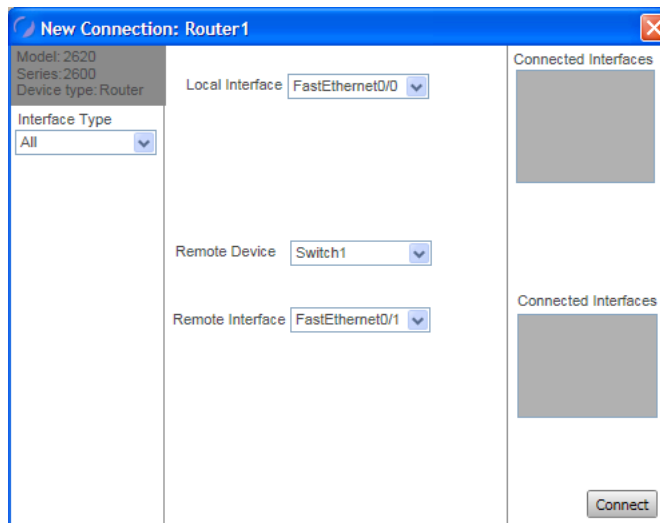 New Connection: Router1
Model: 2620
Series: 2600
Device type: Router
Interface Type
All
Local Interface FastEthernet0/0
Remote Device Switch1
Remote Interface FastEthernet0/1
Connected Interfaces
Connected Interfaces
Connect